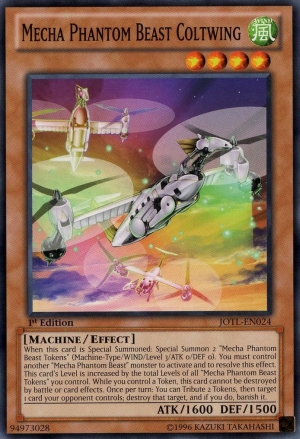 MECHA PHANTOM BEAST COLTWING
WIND
風
JOTL-EN024
1st Edition
[MACHINE / EFFECT]
When this card is Special Summoned: Special Summon 2 "Mecha Phantom
Beast Tokens" (Machine-Type/WIND/Level 3/ATK 0/DEF 0). You must control
another "Mecha Phantom Beast" monster to activate and to resolve this effect.
This card's Level is increased by the total Levels of all "Mecha Phantom Beast
Tokens" you control. While you control a Token, this card cannot be destroyed
by battle or card effects. Once per turn: You can Tribute 2 Tokens, then target
1 card your opponent controls; destroy that target, and if you do, banish it.
ATK/1600 DEF/1500
94973028
©1996 KAZUKI TAKAHASHI